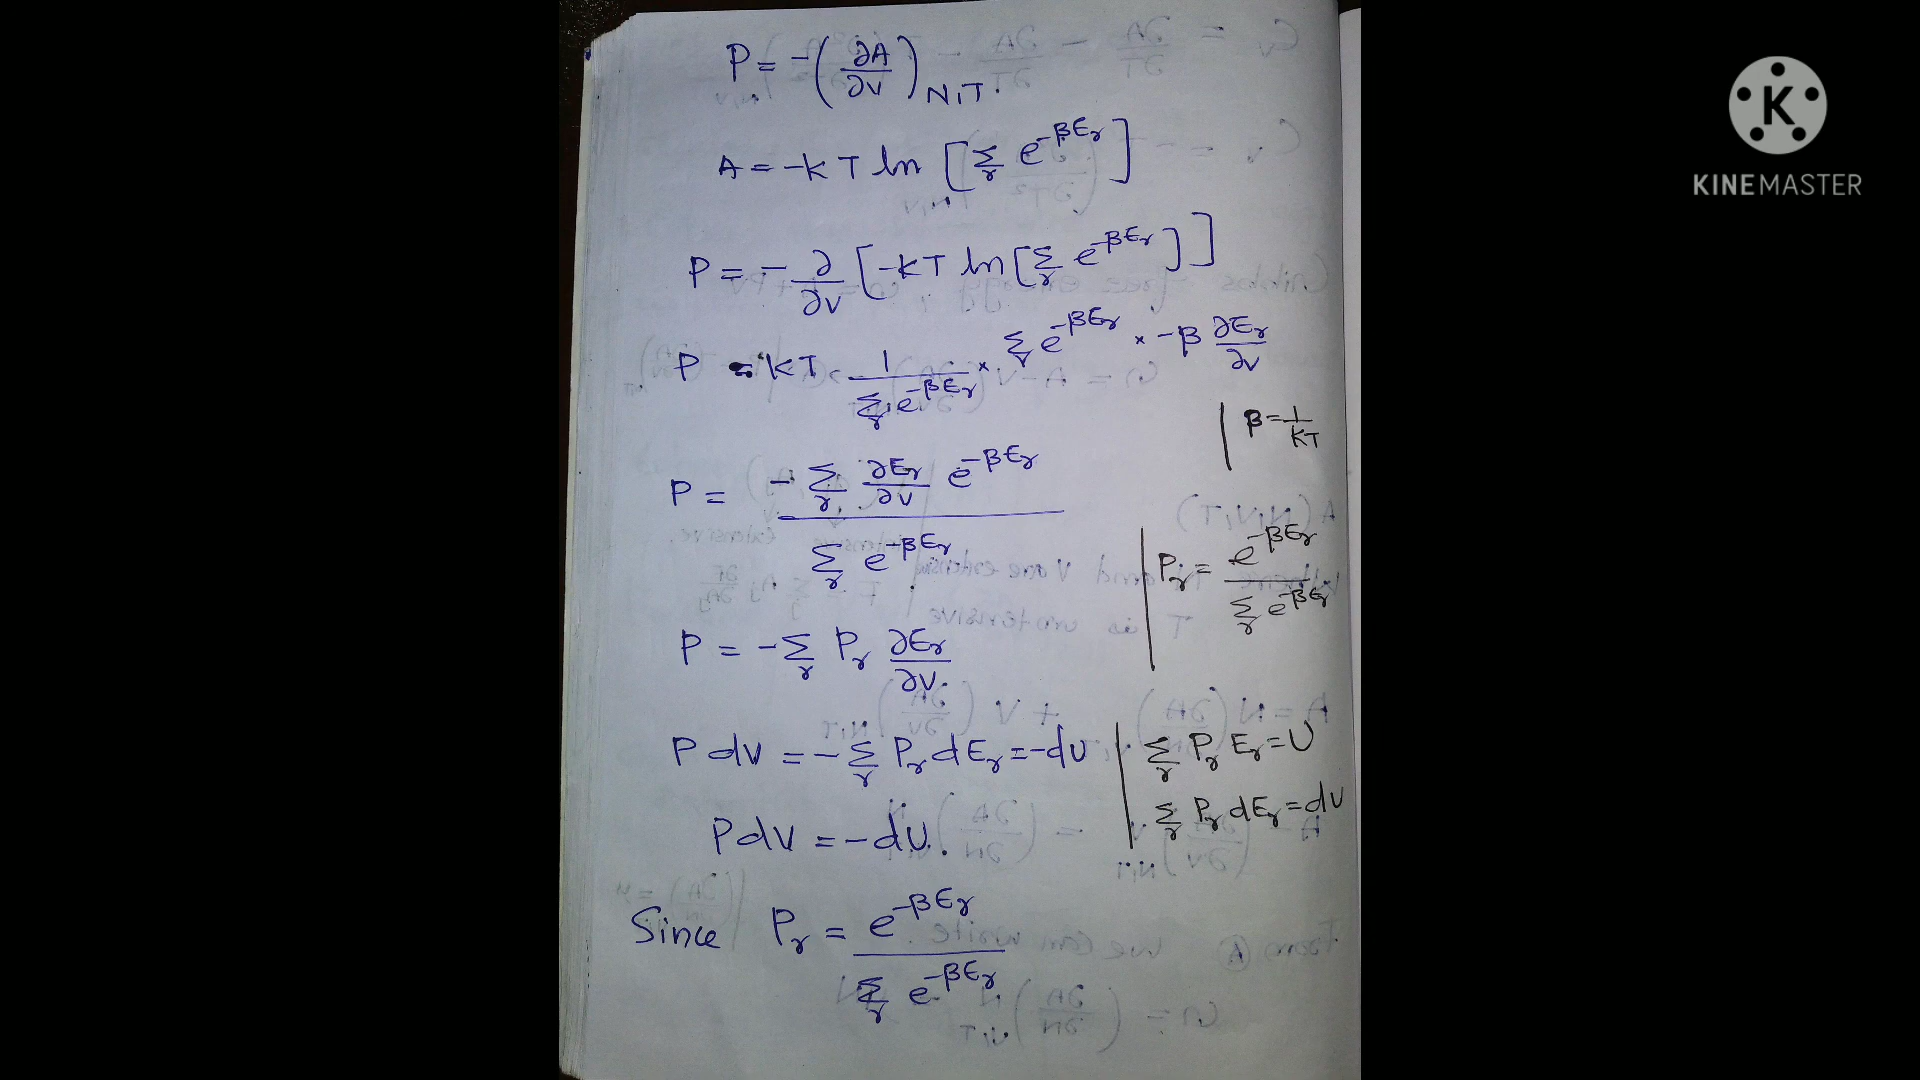 P = -(∂A/∂V)N,T.
A = -kT ln [Σr e^-βEr]
P = -∂/∂V [-kT ln [Σr e^-βEr]]
P = kT 1/Σr e^-βEr × Σr e^-βEr × -β ∂Er/∂V
β = 1/kT
P = -Σr ∂Er/∂V e^-βEr / Σr e^-βEr
Pr = e^-βEr / Σr e^-βEr
P = -Σr Pr ∂Er/∂V
P dV = -Σr Pr dEr = -dU
Σr Pr Er = U
Σr Pr dEr = dU
P dV = -dU.
Since Pr = e^-βEr / Σr e^-βEr
K
KINEMASTER